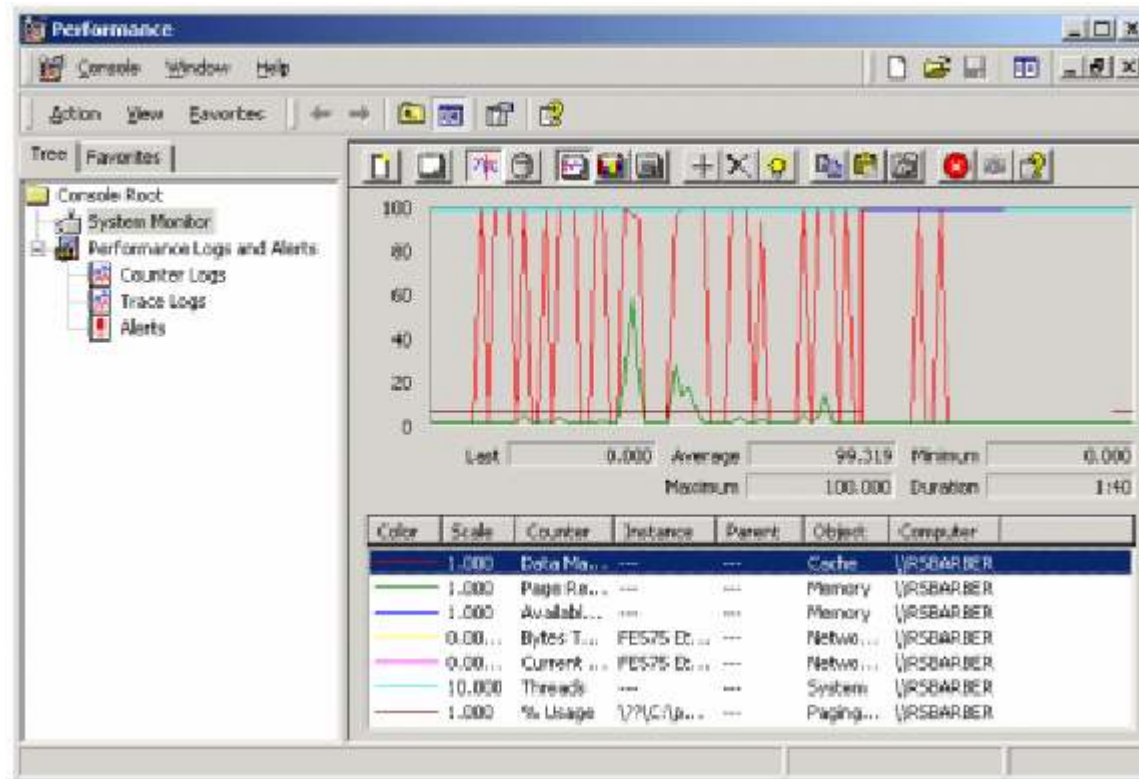 Performance
Console Window Help
Action View Favorites
Tree Favorites
Console Root
System Monitor
Performance Logs and Alerts
Counter Logs
Trace Logs
Alerts
100
80
60
40
20
0
Last 0.000 Average 99.319 Minimum 0.000
Maximum 100.000 Duration 1:40
Color Scale Counter Instance Parent Object Computer
1.000 Data Ma... --- --- Cache \\RSBARBER
1.000 Page Re... --- --- Memory \\RSBARBER
1.000 Availabl... --- --- Memory \\RSBARBER
0.00... Bytes T... FE575 Et... --- Netwo... \\RSBARBER
0.00... Current ... FE575 Et... --- Netwo... \\RSBARBER
10.000 Threads --- --- System \\RSBARBER
1.000 % Usage \??\C:\p... --- Paging... \\RSBARBER